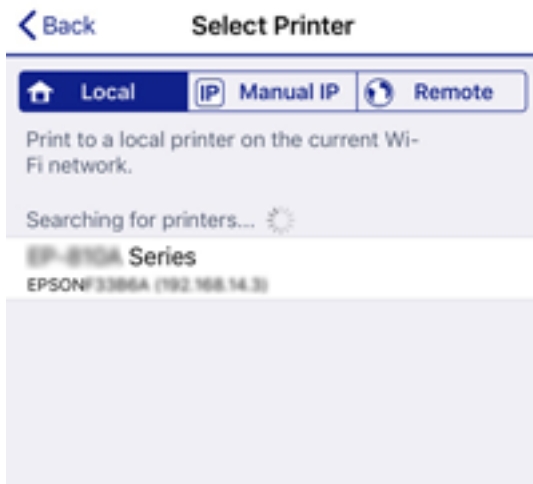 Back
Select Printer
Local
IP Manual IP
Remote
Print to a local printer on the current Wi-
Fi network.
Searching for printers...
Series
EPSON